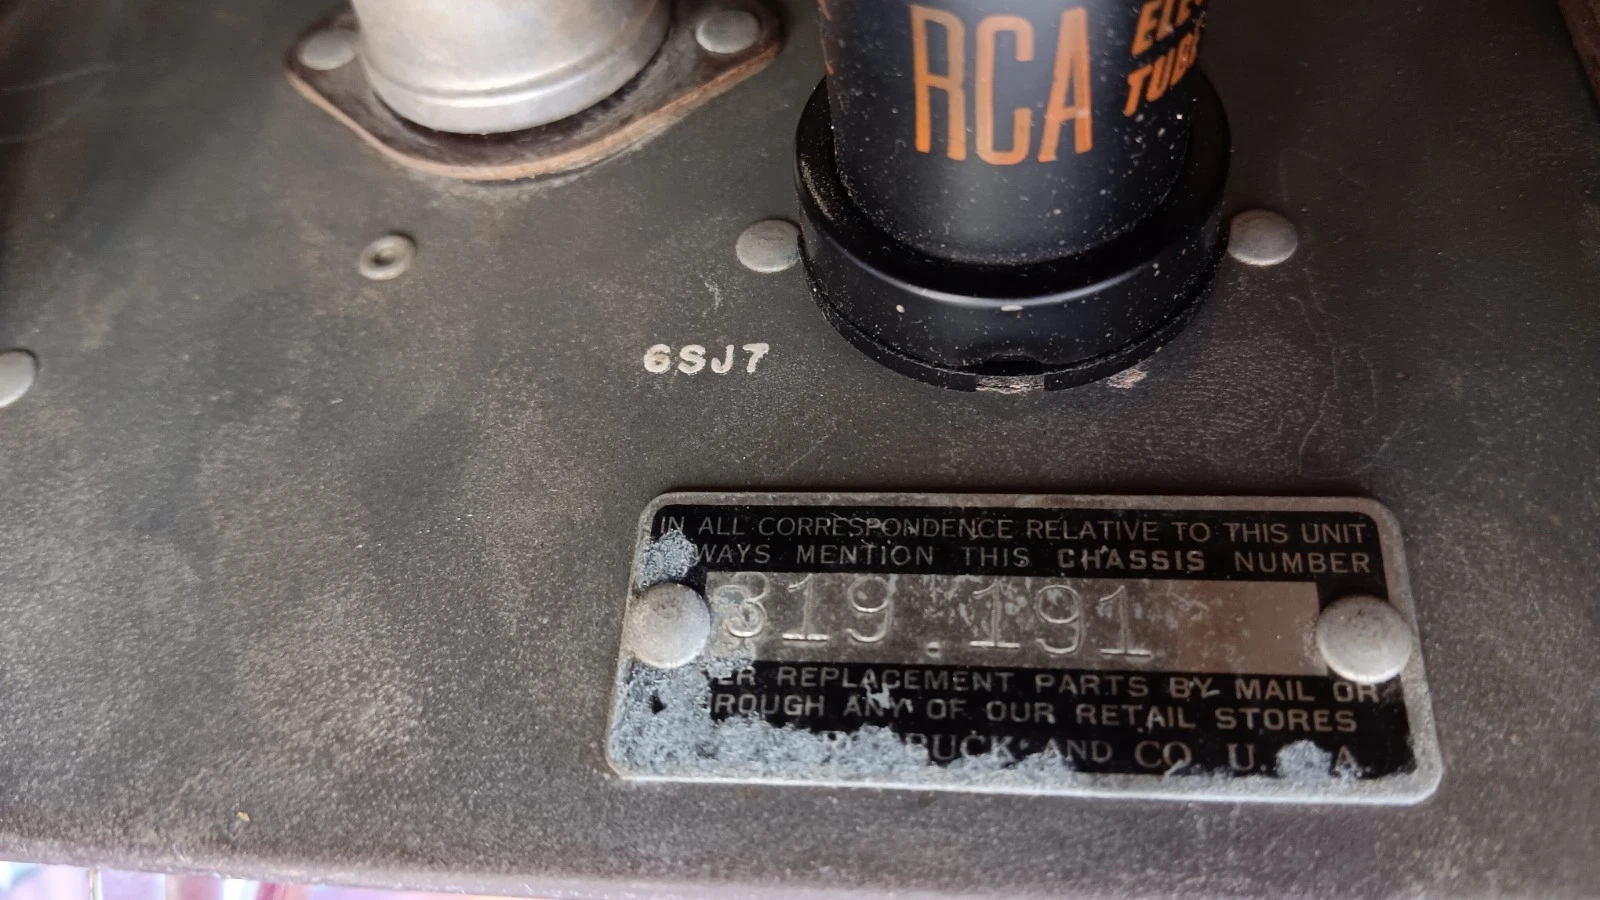 RCA
6SJ7
IN ALL CORRESPONDENCE RELATIVE TO THIS UNIT
WAYS MENTION THIS CHASSIS NUMBER
319.191
ER REPLACEMENT PARTS BY MAIL OR
ROUGH ANY OF OUR RETAIL STORES
BUCK AND CO. U. A.